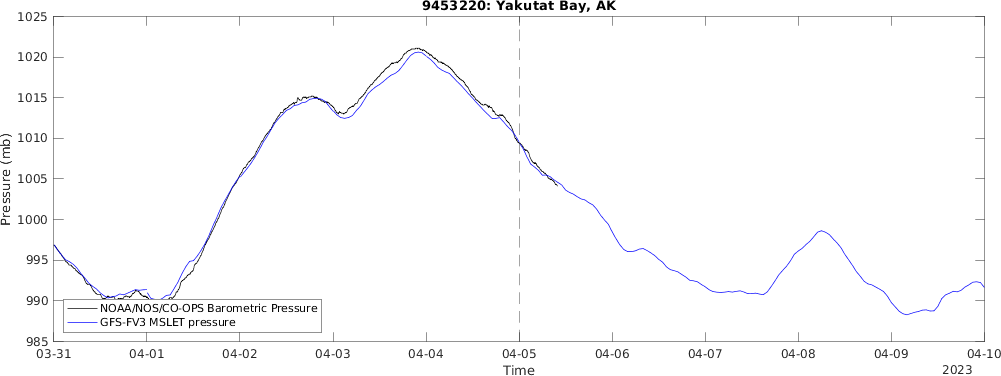 9453220: Yakutat Bay, AK
Pressure (mb)
1025
1020
1015
1010
1005
1000
995
990
985
NOAA/NOS/CO-OPS Barometric Pressure
GFS-FV3 MSLET pressure
03-31 04-01 04-02 04-03 04-04 04-05 04-06 04-07 04-08 04-09 04-10
Time
2023